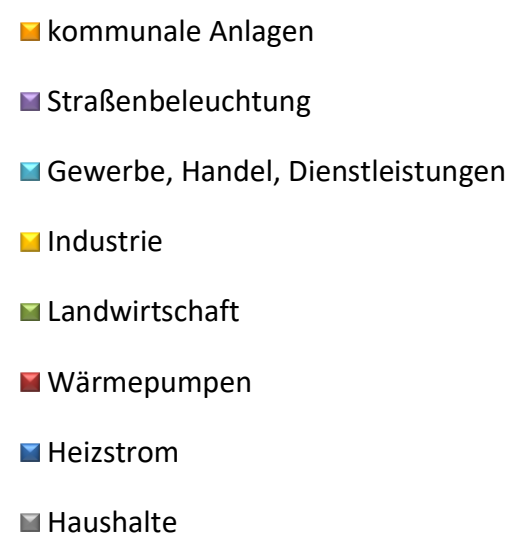 kommunale Anlagen
Straßenbeleuchtung
Gewerbe, Handel, Dienstleistungen
Industrie
Landwirtschaft
Wärmepumpen
Heizstrom
Haushalte